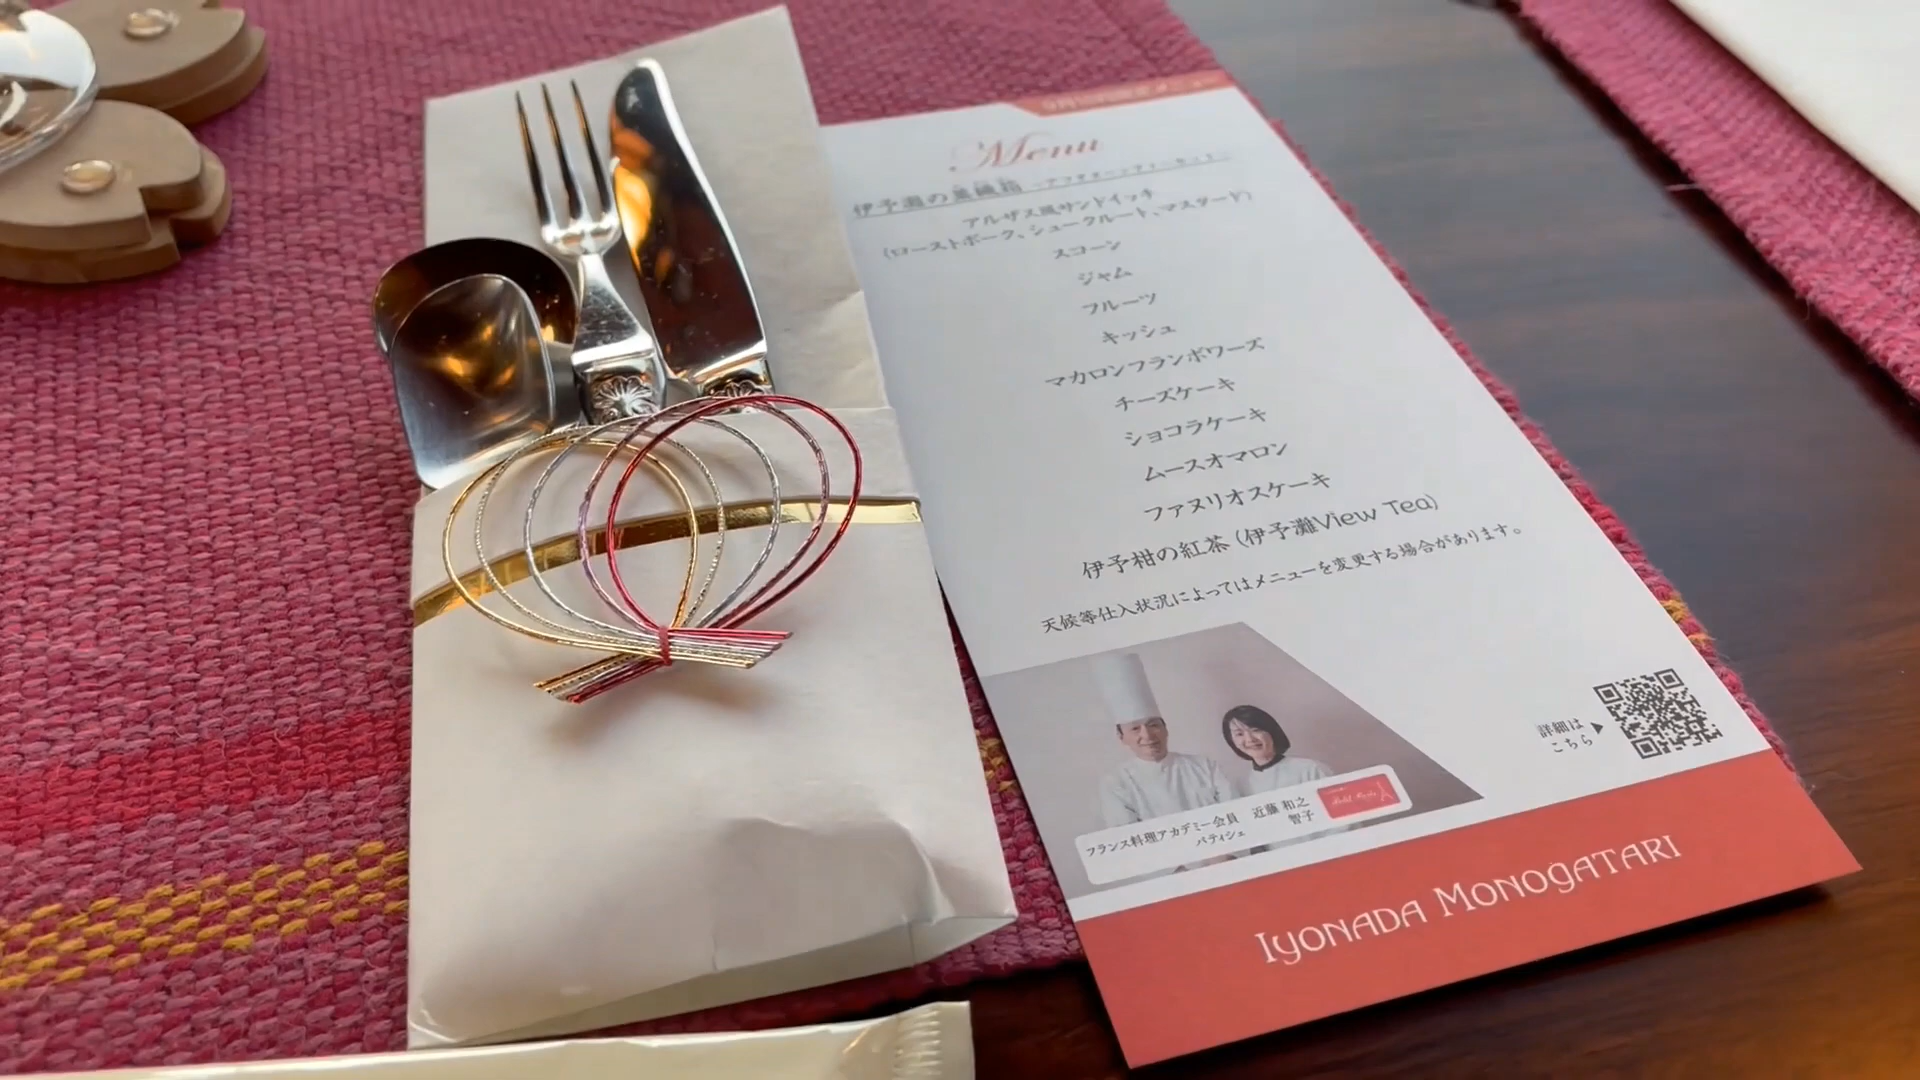 Menu
伊予灘の玉手箱 ~アフタヌーンティーセット~
アルザス風サンドイッチ
(ローストポーク、シュークルート、マスタード)
スコーン
ジャム
フルーツ
キッシュ
マカロンフランボワーズ
チーズケーキ
ショコラケーキ
ムースオマロン
ファヌリオスケーキ
伊予柑の紅茶(伊予灘View Tea)
天候等仕入状況によってはメニューを変更する場合があります。
詳細は
こちら
フランス料理アカデミー会員 近藤 和之
パティシェ 智子
IYONADA MONOGATARI